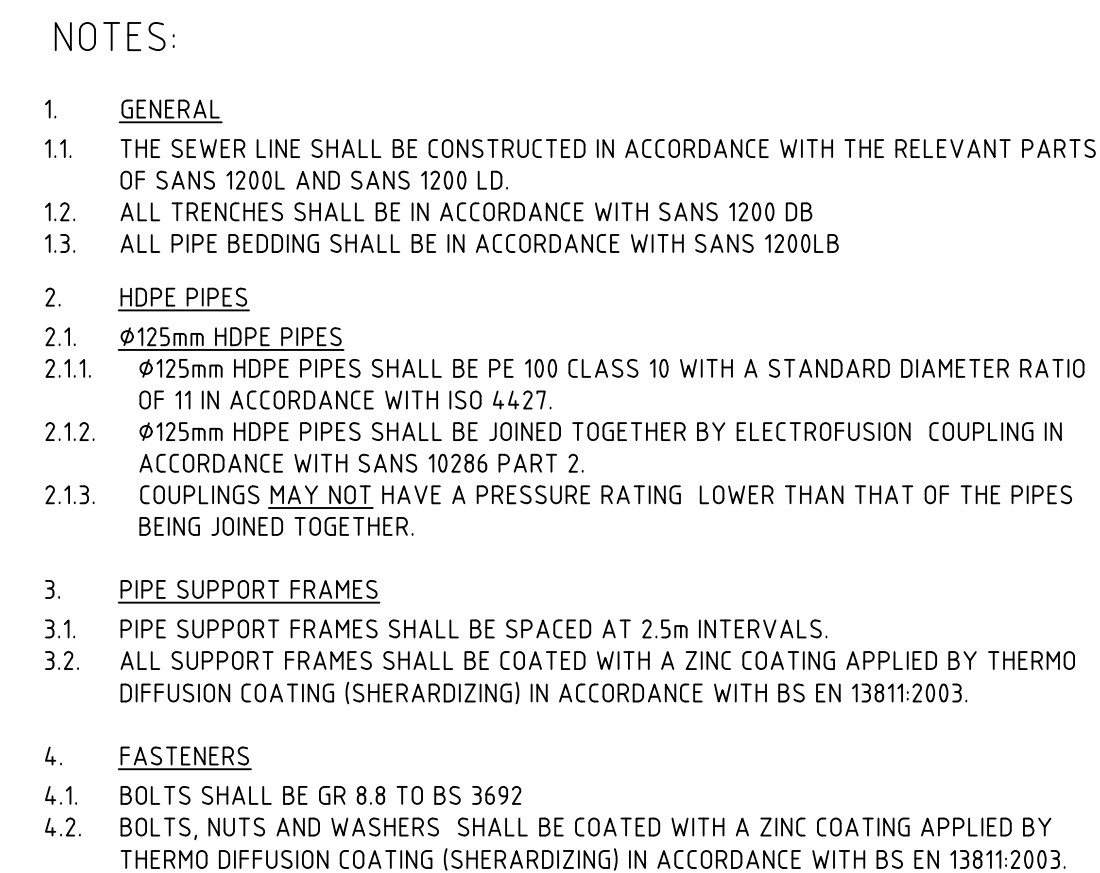 NOTES:
1. GENERAL
1.1. THE SEWER LINE SHALL BE CONSTRUCTED IN ACCORDANCE WITH THE RELEVANT PARTS
OF SANS 1200L AND SANS 1200 LD.
1.2. ALL TRENCHES SHALL BE IN ACCORDANCE WITH SANS 1200 DB
1.3. ALL PIPE BEDDING SHALL BE IN ACCORDANCE WITH SANS 1200LB
2. HDPE PIPES
2.1. Ø125mm HDPE PIPES
2.1.1. Ø125mm HDPE PIPES SHALL BE PE 100 CLASS 10 WITH A STANDARD DIAMETER RATIO
OF 11 IN ACCORDANCE WITH ISO 4427.
2.1.2. Ø125mm HDPE PIPES SHALL BE JOINED TOGETHER BY ELECTROFUSION COUPLING IN
ACCORDANCE WITH SANS 10286 PART 2.
2.1.3. COUPLINGS MAY NOT HAVE A PRESSURE RATING LOWER THAN THAT OF THE PIPES
BEING JOINED TOGETHER.
3. PIPE SUPPORT FRAMES
3.1. PIPE SUPPORT FRAMES SHALL BE SPACED AT 2.5m INTERVALS.
3.2. ALL SUPPORT FRAMES SHALL BE COATED WITH A ZINC COATING APPLIED BY THERMO
DIFFUSION COATING (SHERARDIZING) IN ACCORDANCE WITH BS EN 13811:2003.
4. FASTENERS
4.1. BOLTS SHALL BE GR 8.8 TO BS 3692
4.2. BOLTS, NUTS AND WASHERS SHALL BE COATED WITH A ZINC COATING APPLIED BY
THERMO DIFFUSION COATING (SHERARDIZING) IN ACCORDANCE WITH BS EN 13811:2003.